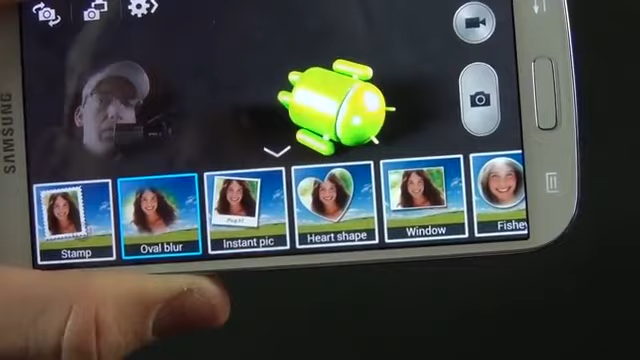 SAMSUNG
Stamp
Oval blur
Instant pic
Heart shape
Window
Fishe